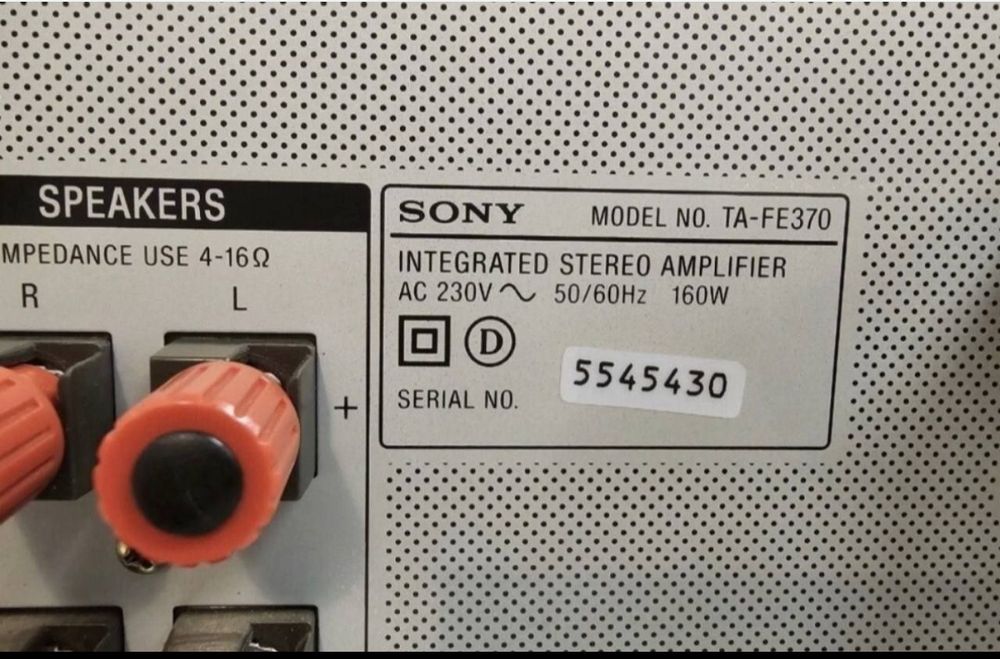 SPEAKERS
MPEDANCE USE 4-16Ω
R
L
+
SONY MODEL NO. TA-FE370
INTEGRATED STEREO AMPLIFIER
AC 230V ~ 50/60Hz 160W
D
SERIAL NO. 5545430